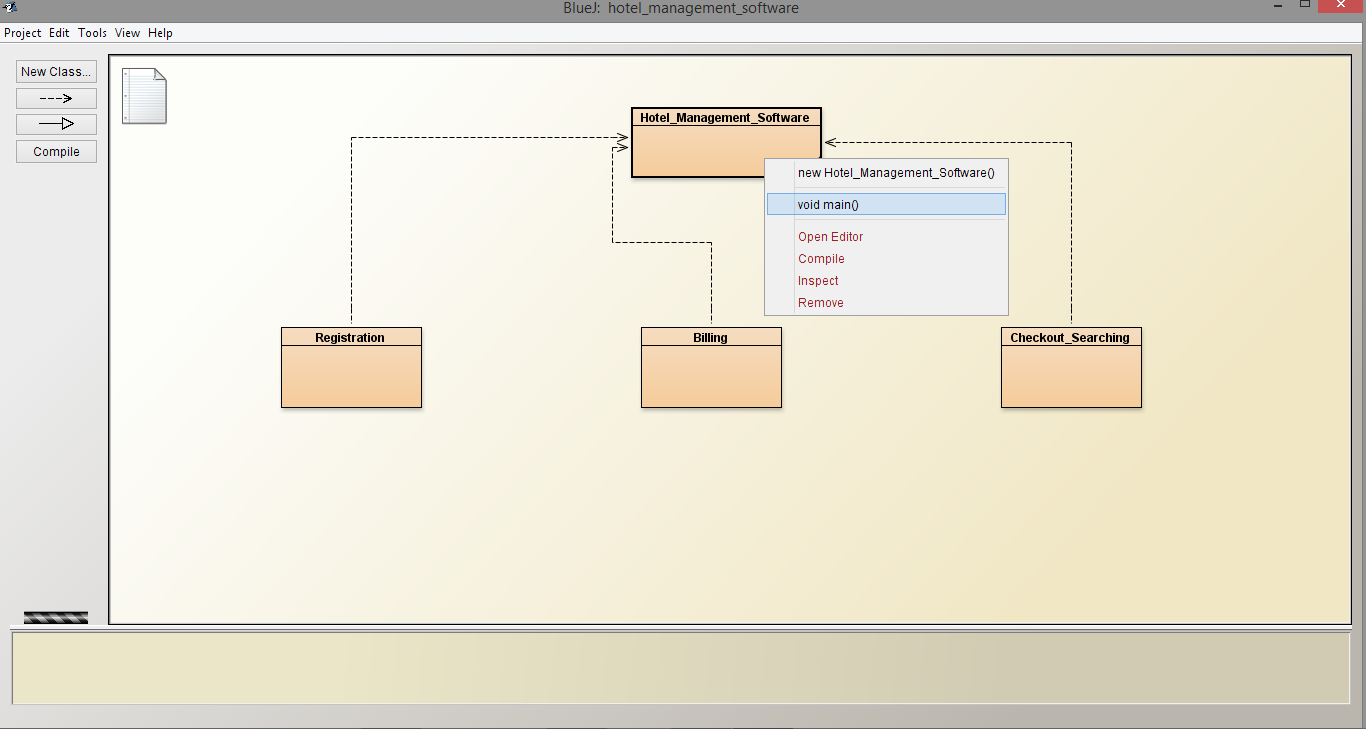 BlueJ: hotel_management_software
Project Edit Tools View Help
New Class...
Compile
Hotel_Management_Software
new Hotel_Management_Software()
void main()
Open Editor
Compile
Inspect
Remove
Registration
Billing
Checkout_Searching